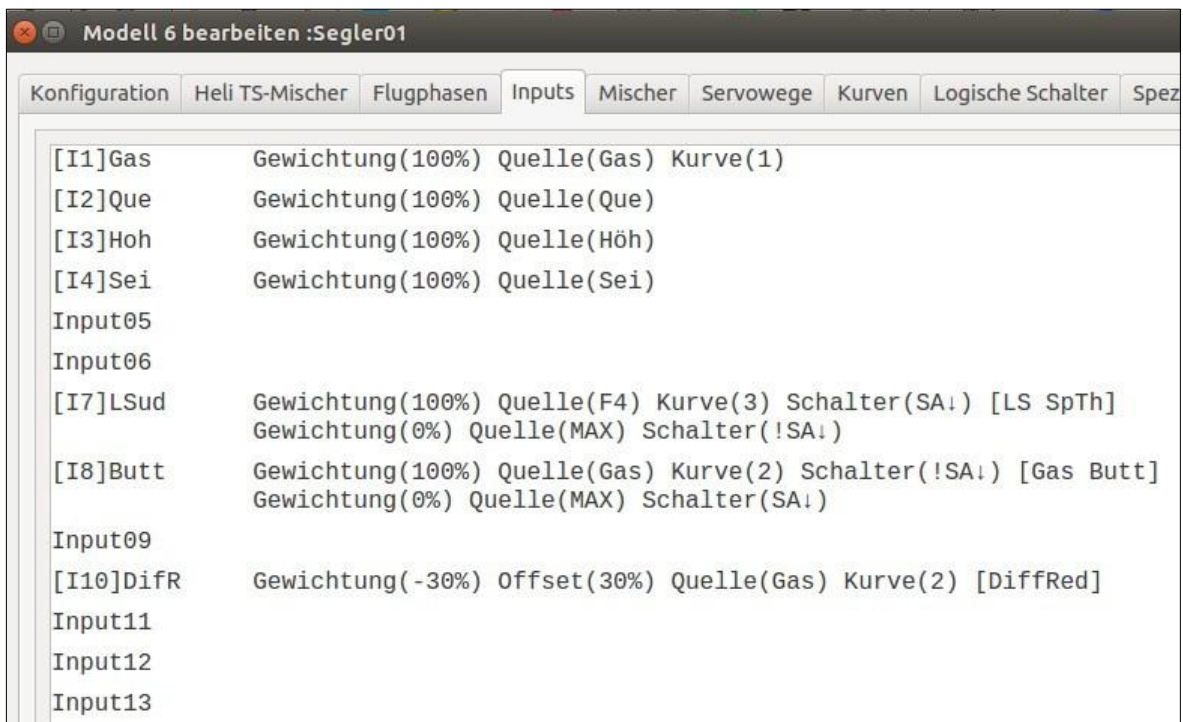 Modell 6 bearbeiten :Segler01
Konfiguration Heli TS-Mischer Flugphasen Inputs Mischer Servowege Kurven Logische Schalter Spez
[I1]Gas Gewichtung(100%) Quelle(Gas) Kurve(1)
[I2]Que Gewichtung(100%) Quelle(Que)
[I3]Hoh Gewichtung(100%) Quelle(Höh)
[I4]Sei Gewichtung(100%) Quelle(Sei)
Input05
Input06
[I7]LSud Gewichtung(100%) Quelle(F4) Kurve(3) Schalter(SA↓) [LS SpTh]
Gewichtung(0%) Quelle(MAX) Schalter(!SA↓)
[I8]Butt Gewichtung(100%) Quelle(Gas) Kurve(2) Schalter(!SA↓) [Gas Butt]
Gewichtung(0%) Quelle(MAX) Schalter(SA↓)
Input09
[I10]DifR Gewichtung(-30%) Offset(30%) Quelle(Gas) Kurve(2) [DiffRed]
Input11
Input12
Input13